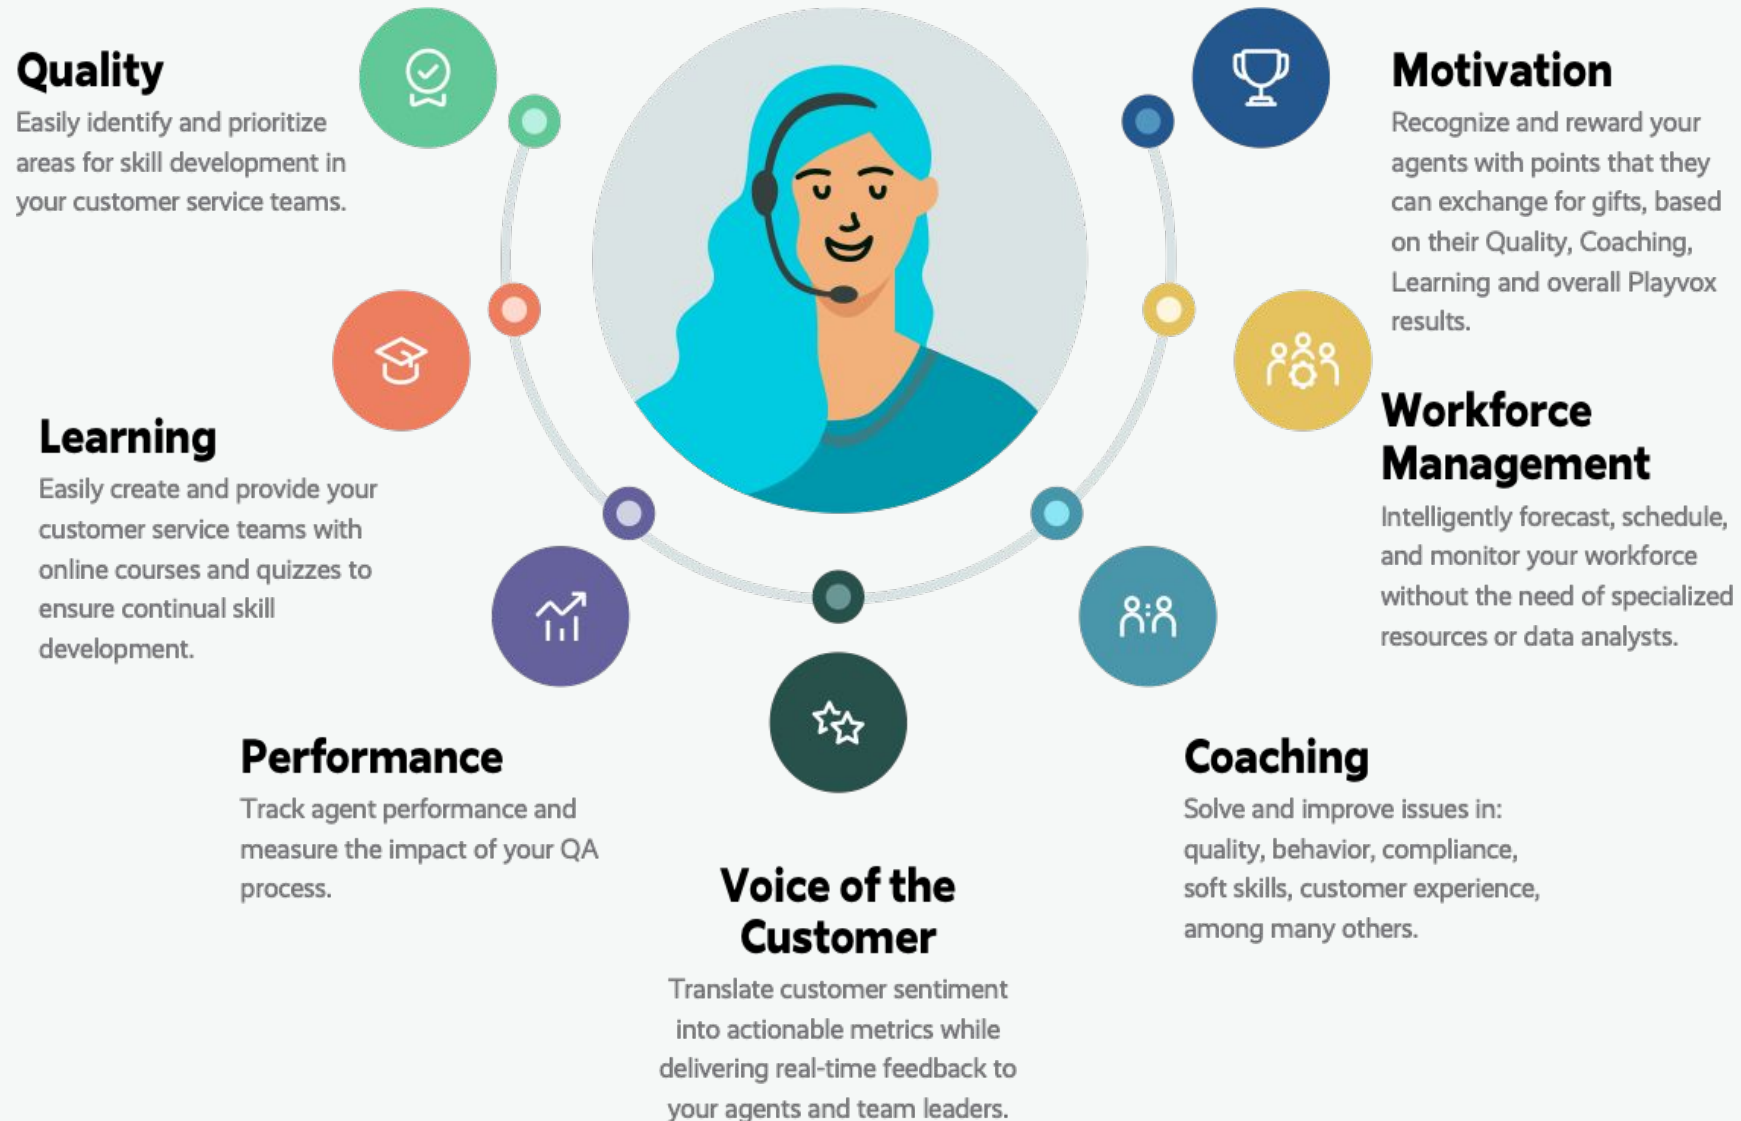 Quality
Easily identify and prioritize
areas for skill development in
your customer service teams.
Learning
Easily create and provide your
customer service teams with
online courses and quizzes to
ensure continual skill
development.
Performance
Track agent performance and
measure the impact of your QA
process.
Voice of the
Customer
Translate customer sentiment
into actionable metrics while
delivering real-time feedback to
your agents and team leaders.
Coaching
Solve and improve issues in:
quality, behavior, compliance,
soft skills, customer experience,
among many others.
Workforce
Management
Intelligently forecast, schedule,
and monitor your workforce
without the need of specialized
resources or data analysts.
Motivation
Recognize and reward your
agents with points that they
can exchange for gifts, based
on their Quality, Coaching,
Learning and overall Playvox
results.